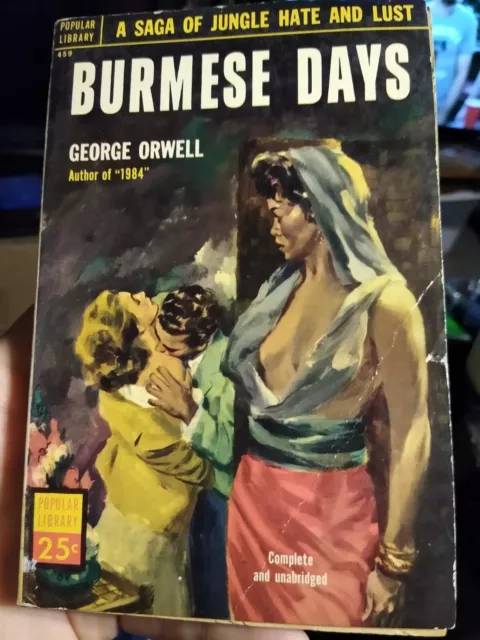 POPULAR
LIBRARY
459
A SAGA OF JUNGLE HATE AND LUST
BURMESE DAYS
GEORGE ORWELL
Author of "1984"
POPULAR
LIBRARY
25¢
Complete
and unabridged